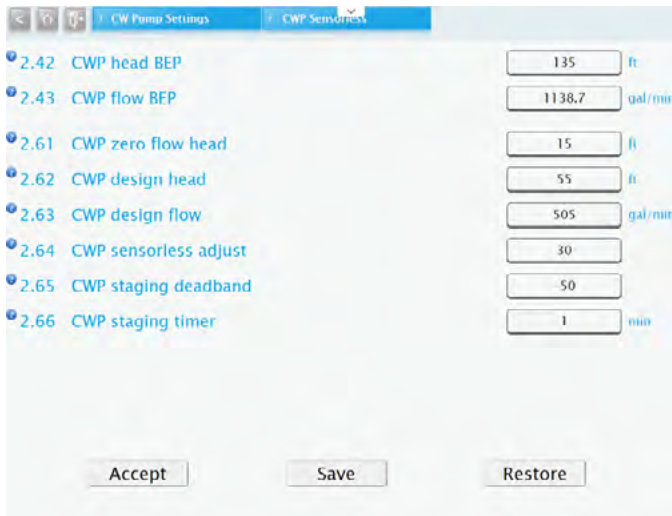 CW Pump Settings CWP Sensorless
2.42 CWP head BEP 135 ft
2.43 CWP flow BEP 1138.7 gal/min
2.61 CWP zero flow head 15 ft
2.62 CWP design head 55 ft
2.63 CWP design flow 505 gal/min
2.64 CWP sensorless adjust 30
2.65 CWP staging deadband 50
2.66 CWP staging timer 1 min
Accept Save Restore